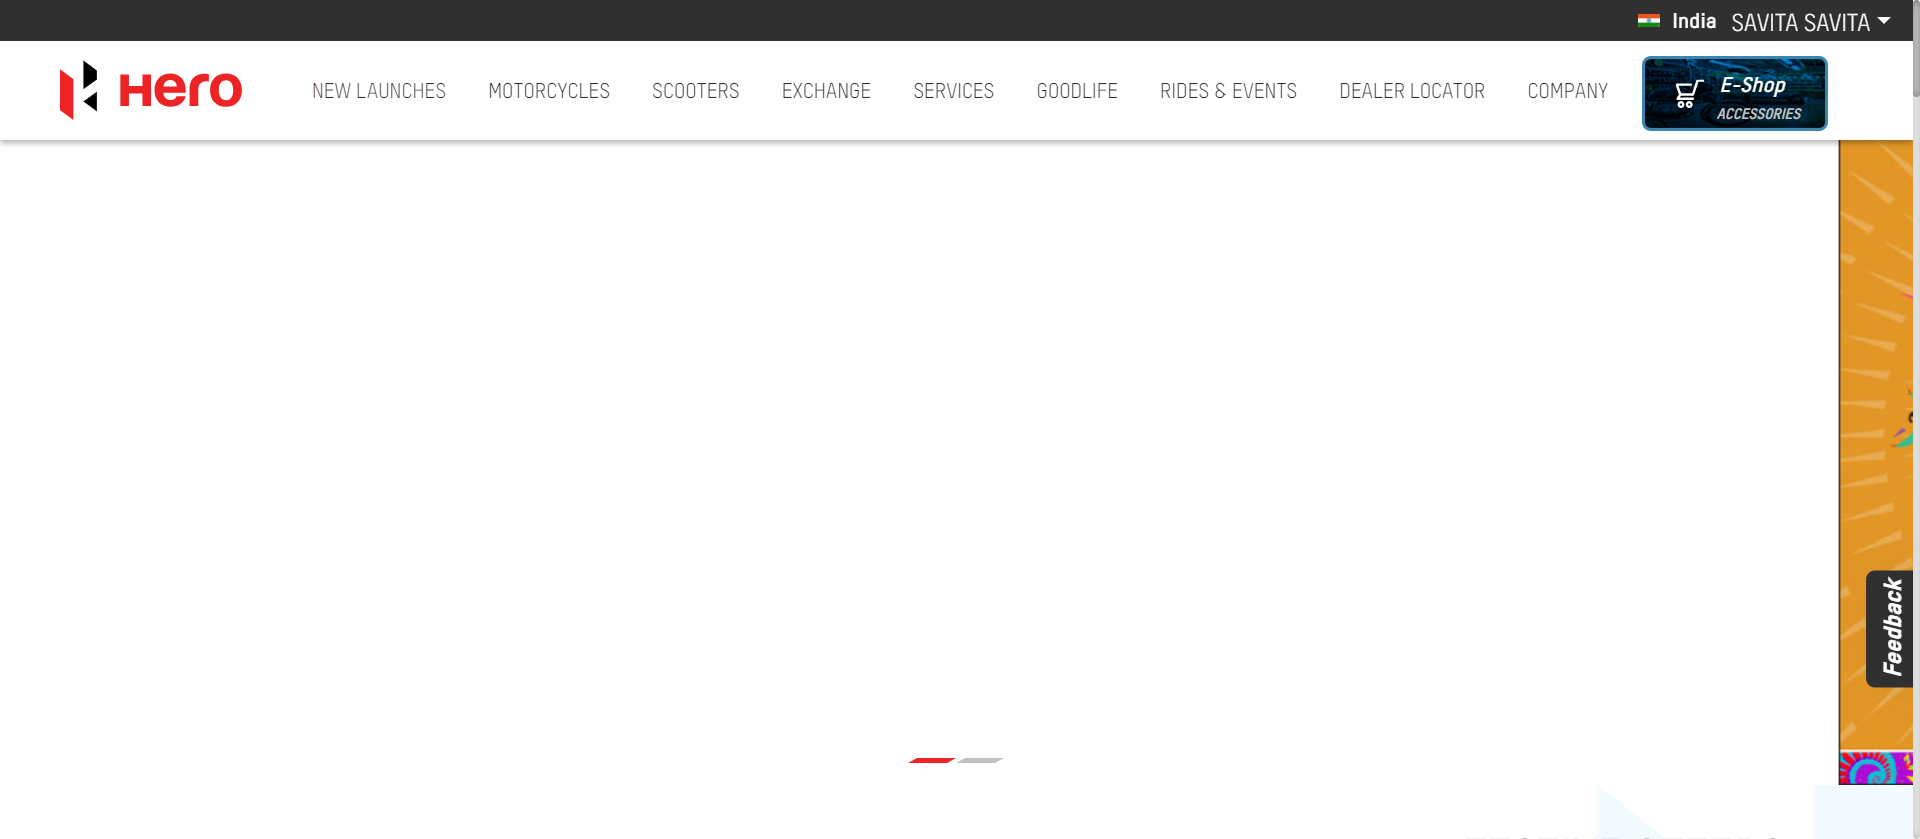 India SAVITA SAVITA
Hero
NEW LAUNCHES MOTORCYCLES SCOOTERS EXCHANGE SERVICES GOODLIFE RIDES & EVENTS DEALER LOCATOR COMPANY
E-Shop
ACCESSORIES
Feedback